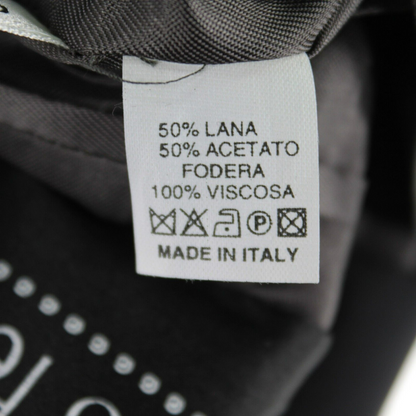 50% LANA
50% ACETATO
FODERA
100% VISCOSA
P
MADE IN ITALY